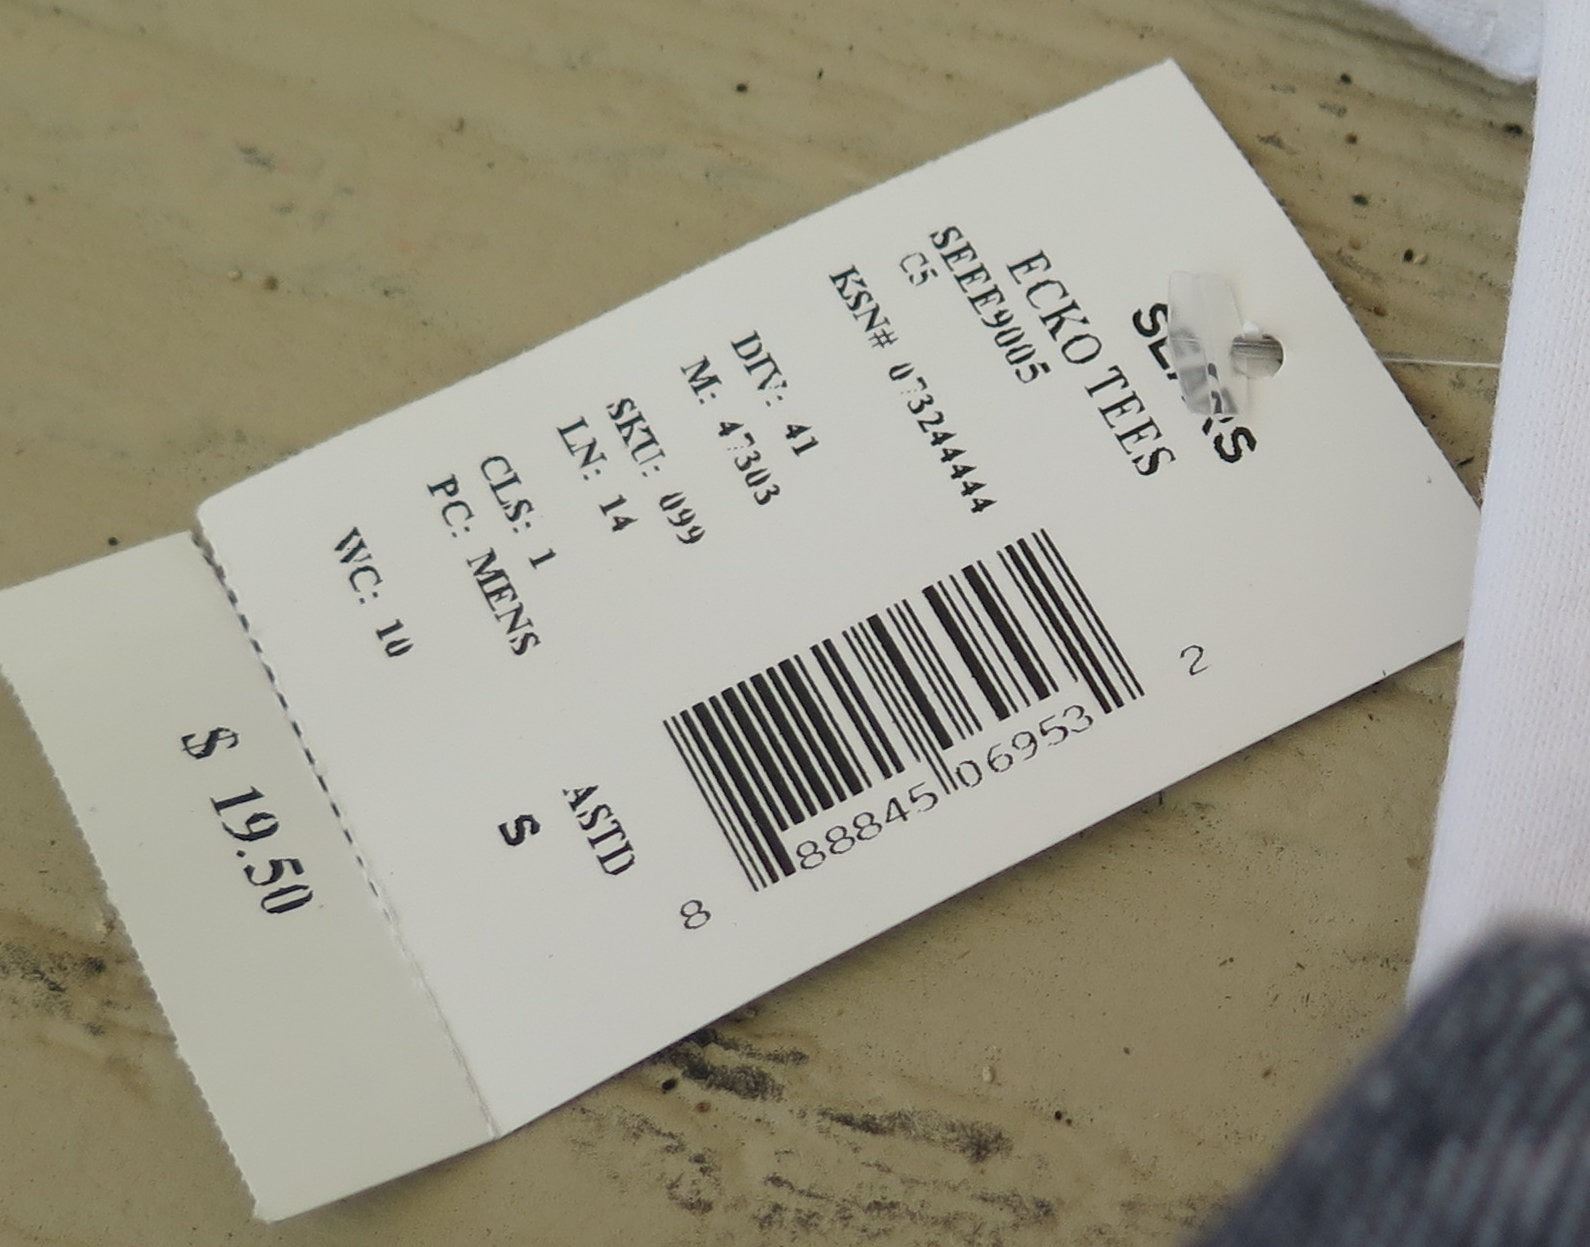 SEARS
ECKO TEES
SEEE9005
C5
KSN# 073244444
DIV: 41
M: 47303
SKU: 099
LN: 14
CLS: 1
PC: MENS
WC: 10
8 88845 06953 2
ASTD
S
$ 19.50